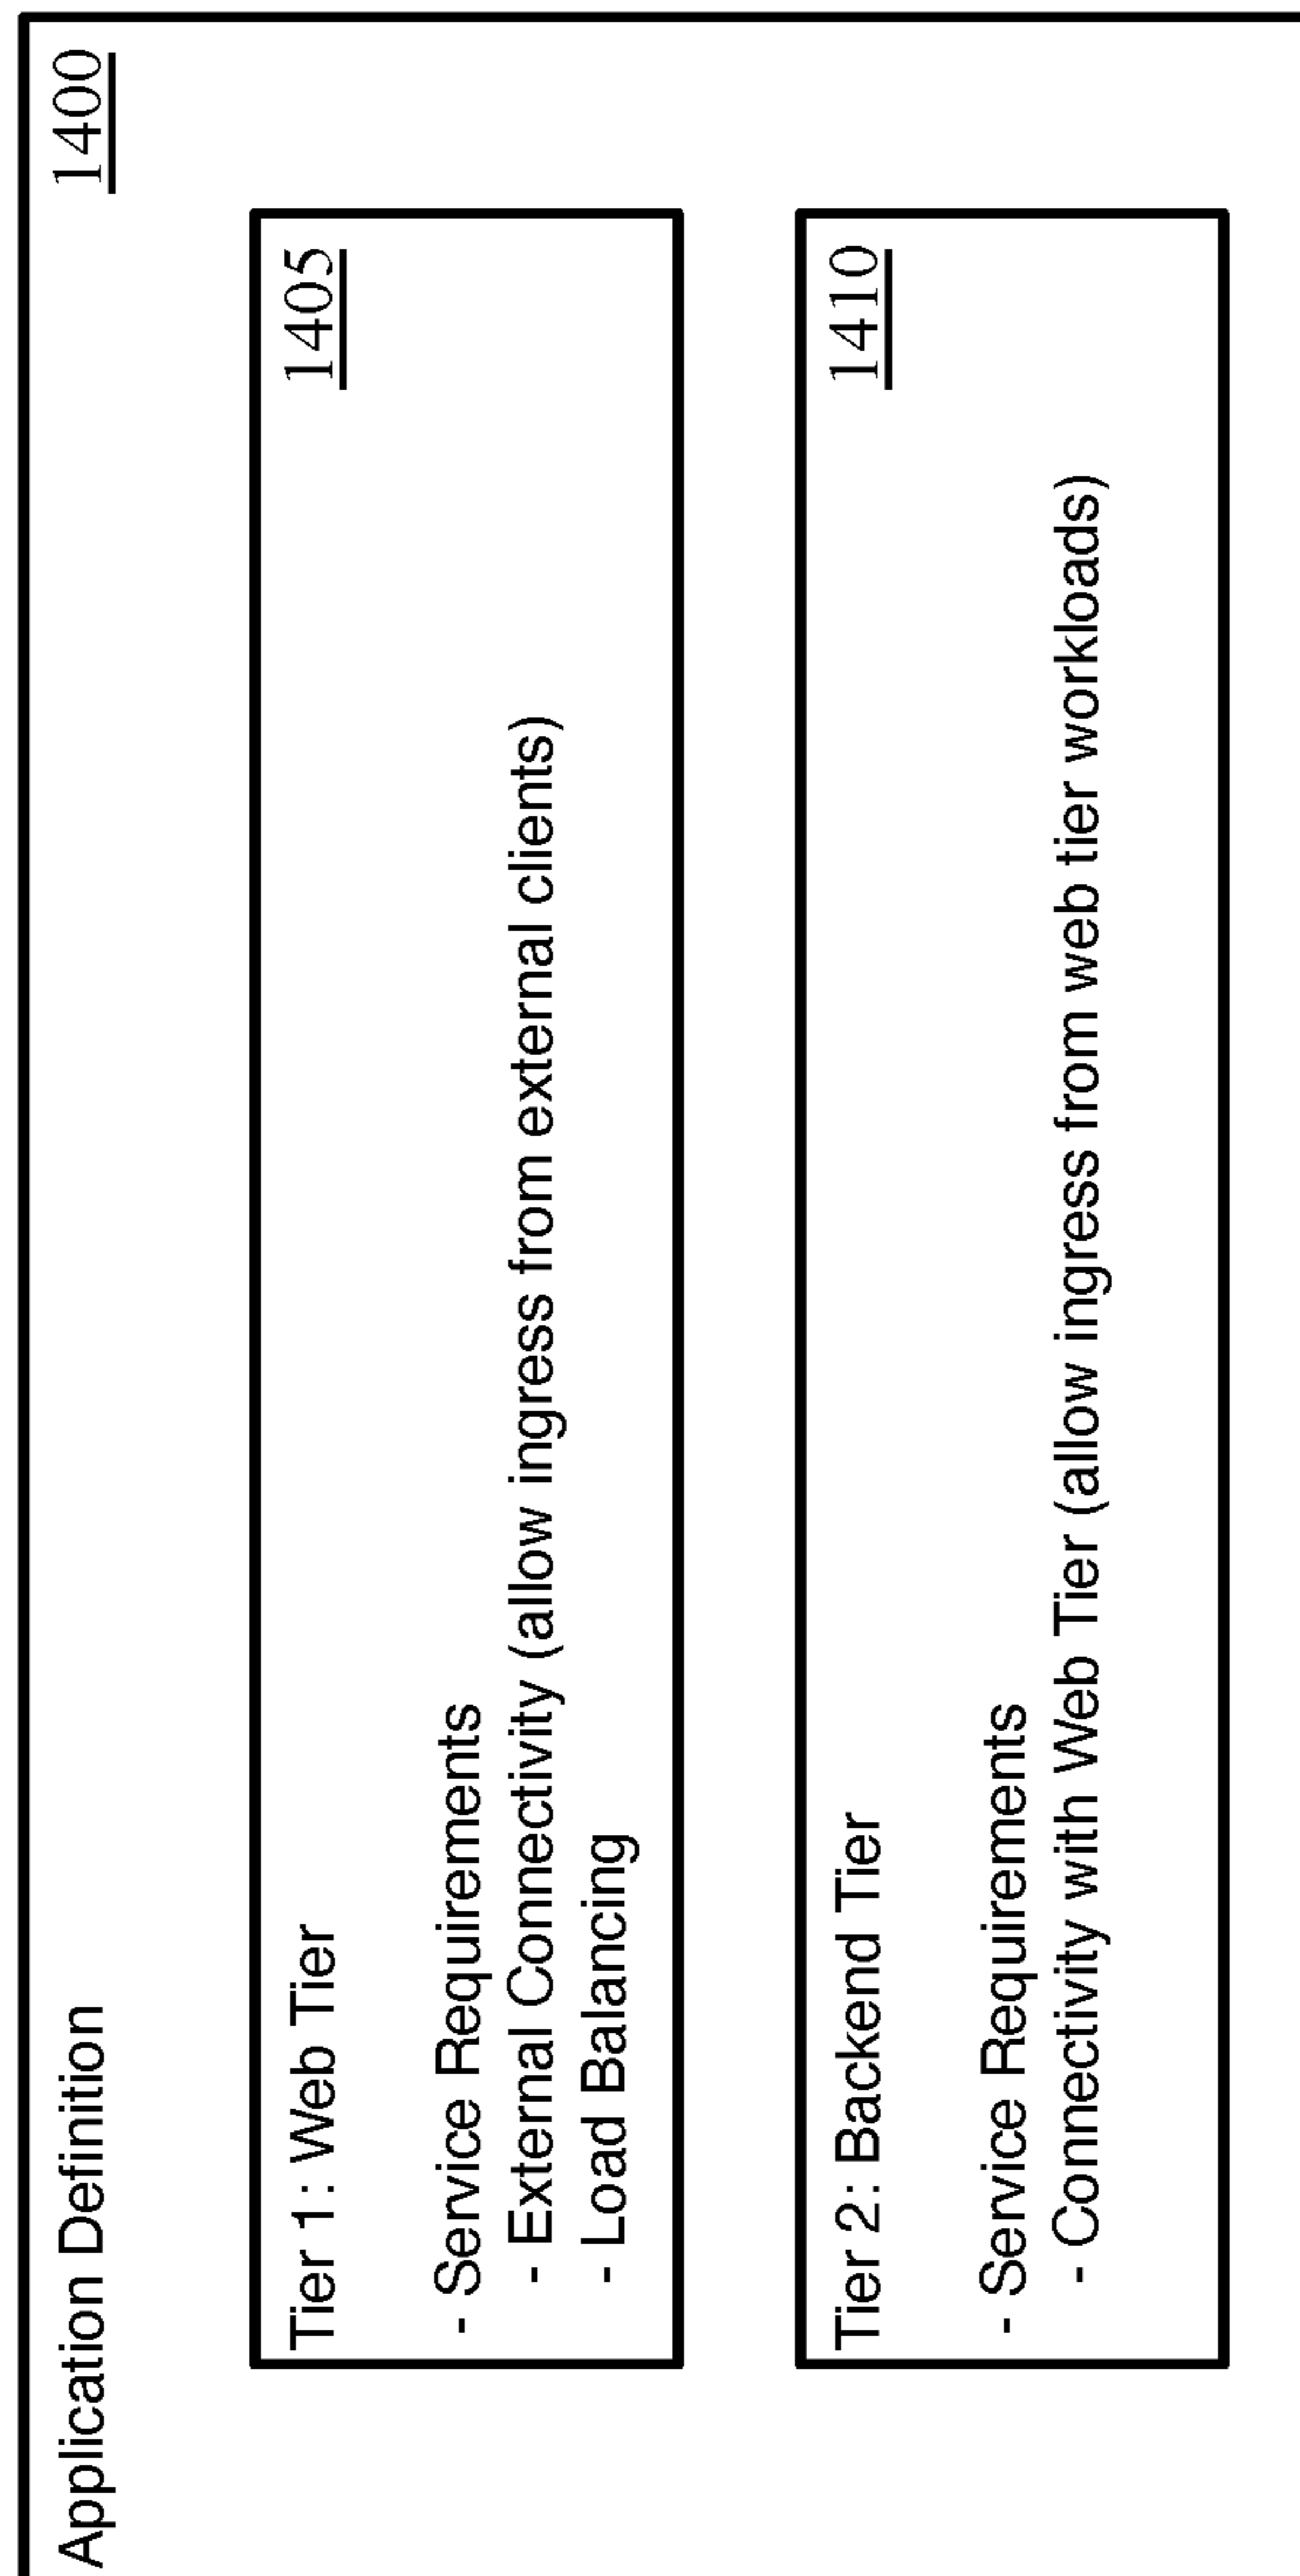 Application Definition
1400
Tier 1: Web Tier
1405
- Service Requirements
- External Connectivity (allow ingress from external clients)
- Load Balancing
Tier 2: Backend Tier
1410
- Service Requirements
- Connectivity with Web Tier (allow ingress from web tier workloads)